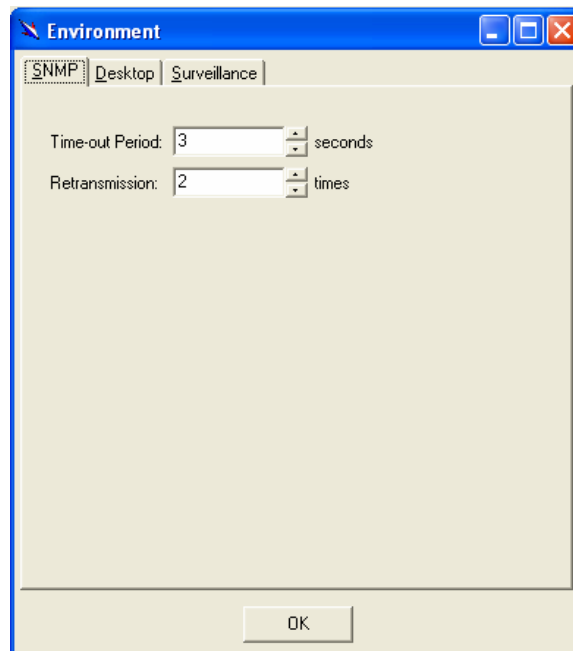 Environment
SNMP Desktop Surveillance
Time-out Period: 3 seconds
Retransmission: 2 times
OK